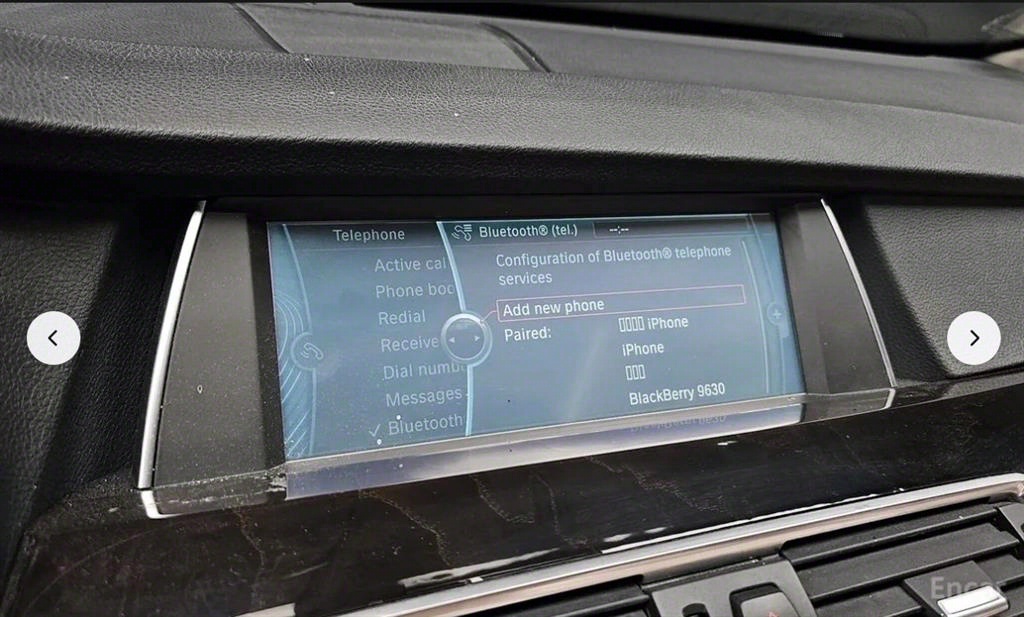 Telephone
Bluetooth® (tel.)
--:--
Active cal
Phone boo
Redial
Receive
Dial numb
Messages
Bluetooth
Configuration of Bluetooth® telephone
services
Add new phone
Paired:
▯▯▯▯ iPhone
iPhone
▯▯▯
BlackBerry 9630
Enca